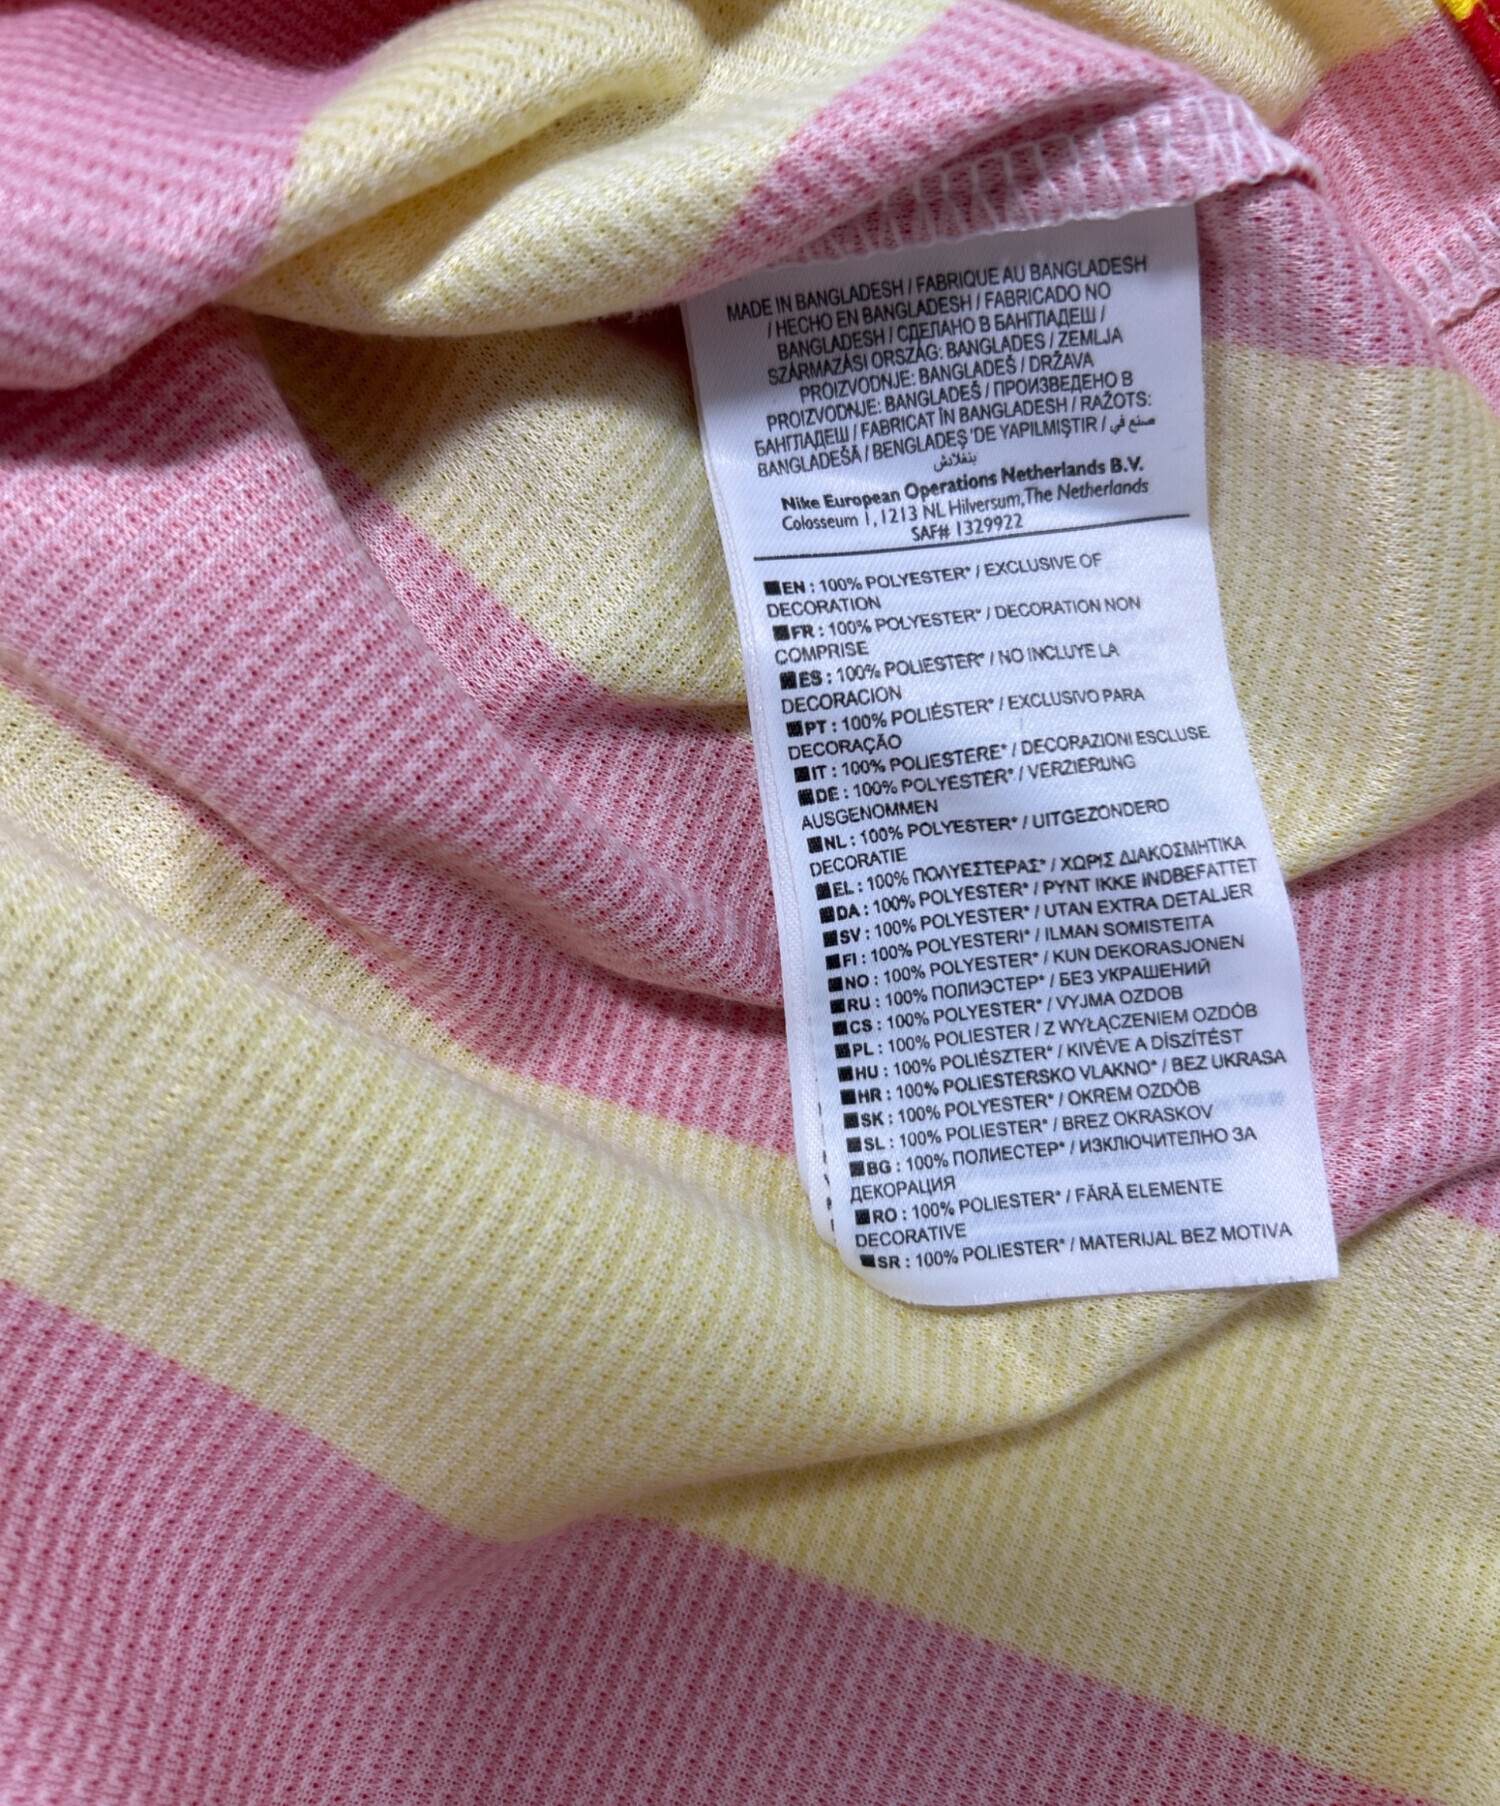 MADE IN BANGLADESH / FABRIQUE AU BANGLADESH
/ HECHO EN BANGLADESH / FABRICADO NO
BANGLADESH / СДЕЛАНО В БАНГЛАДЕШ /
SZÁRMAZÁSI ORSZÁG: BANGLADES / ZEMLJA
PROIZVODNJE: BANGLADEŠ / DRŽAVA
PROIZVODNJE: BANGLADEŠ / ПРОИЗВЕДЕНО В
БАНГЛАДЕШ / FABRICAT ÎN BANGLADESH / RAŽOTS:
BANGLADEŠĀ / BENGLADEŞ 'DE YAPILMIŞTIR / صنع في
بنغلاتش
Nike European Operations Netherlands B.V.
Colosseum 1, 1213 NL Hilversum, The Netherlands
SAF# 1329922
■EN : 100% POLYESTER* / EXCLUSIVE OF
DECORATION
■FR : 100% POLYESTER* / DECORATION NON
COMPRISE
■ES : 100% POLIESTER* / NO INCLUYE LA
DECORACION
■PT : 100% POLIÉSTER* / EXCLUSIVO PARA
DECORAÇÃO
■IT : 100% POLIESTERE* / DECORAZIONI ESCLUSE
■DE : 100% POLYESTER* / VERZIERUNG
AUSGENOMMEN
■NL : 100% POLYESTER* / UITGEZONDERD
DECORATIE
■EL : 100% ΠΟΛΥΕΣΤΕΡΑΣ* / ΧΩΡΙΣ ΔΙΑΚΟΣΜΗΤΙΚΑ
■DA : 100% POLYESTER* / PYNT IKKE INDBEFATTET
■SV : 100% POLYESTER* / UTAN EXTRA DETALJER
■FI : 100% POLYESTERI* / ILMAN SOMISTEITA
■NO : 100% POLYESTER* / KUN DEKORASJONEN
■RU : 100% ПОЛИЭСТЕР* / БЕЗ УКРАШЕНИЙ
■CS : 100% POLYESTER* / VYJMA OZDOB
■PL : 100% POLIESTER / Z WYŁĄCZENIEM OZDÓB
■HU : 100% POLIÉSZTER* / KIVÉVE A DÍSZÍTÉST
■HR : 100% POLIESTERSKO VLAKNO* / BEZ UKRASA
■SK : 100% POLYESTER* / OKREM OZDÔB
■SL : 100% POLIESTER* / BREZ OKRASKOV
■BG : 100% ПОЛИЕСТЕР* / ИЗКЛЮЧИТЕЛНО ЗА
ДЕКОРАЦИЯ
■RO : 100% POLIESTER* / FĂRĂ ELEMENTE
DECORATIVE
■SR : 100% POLIESTER* / MATERIJAL BEZ MOTIVA